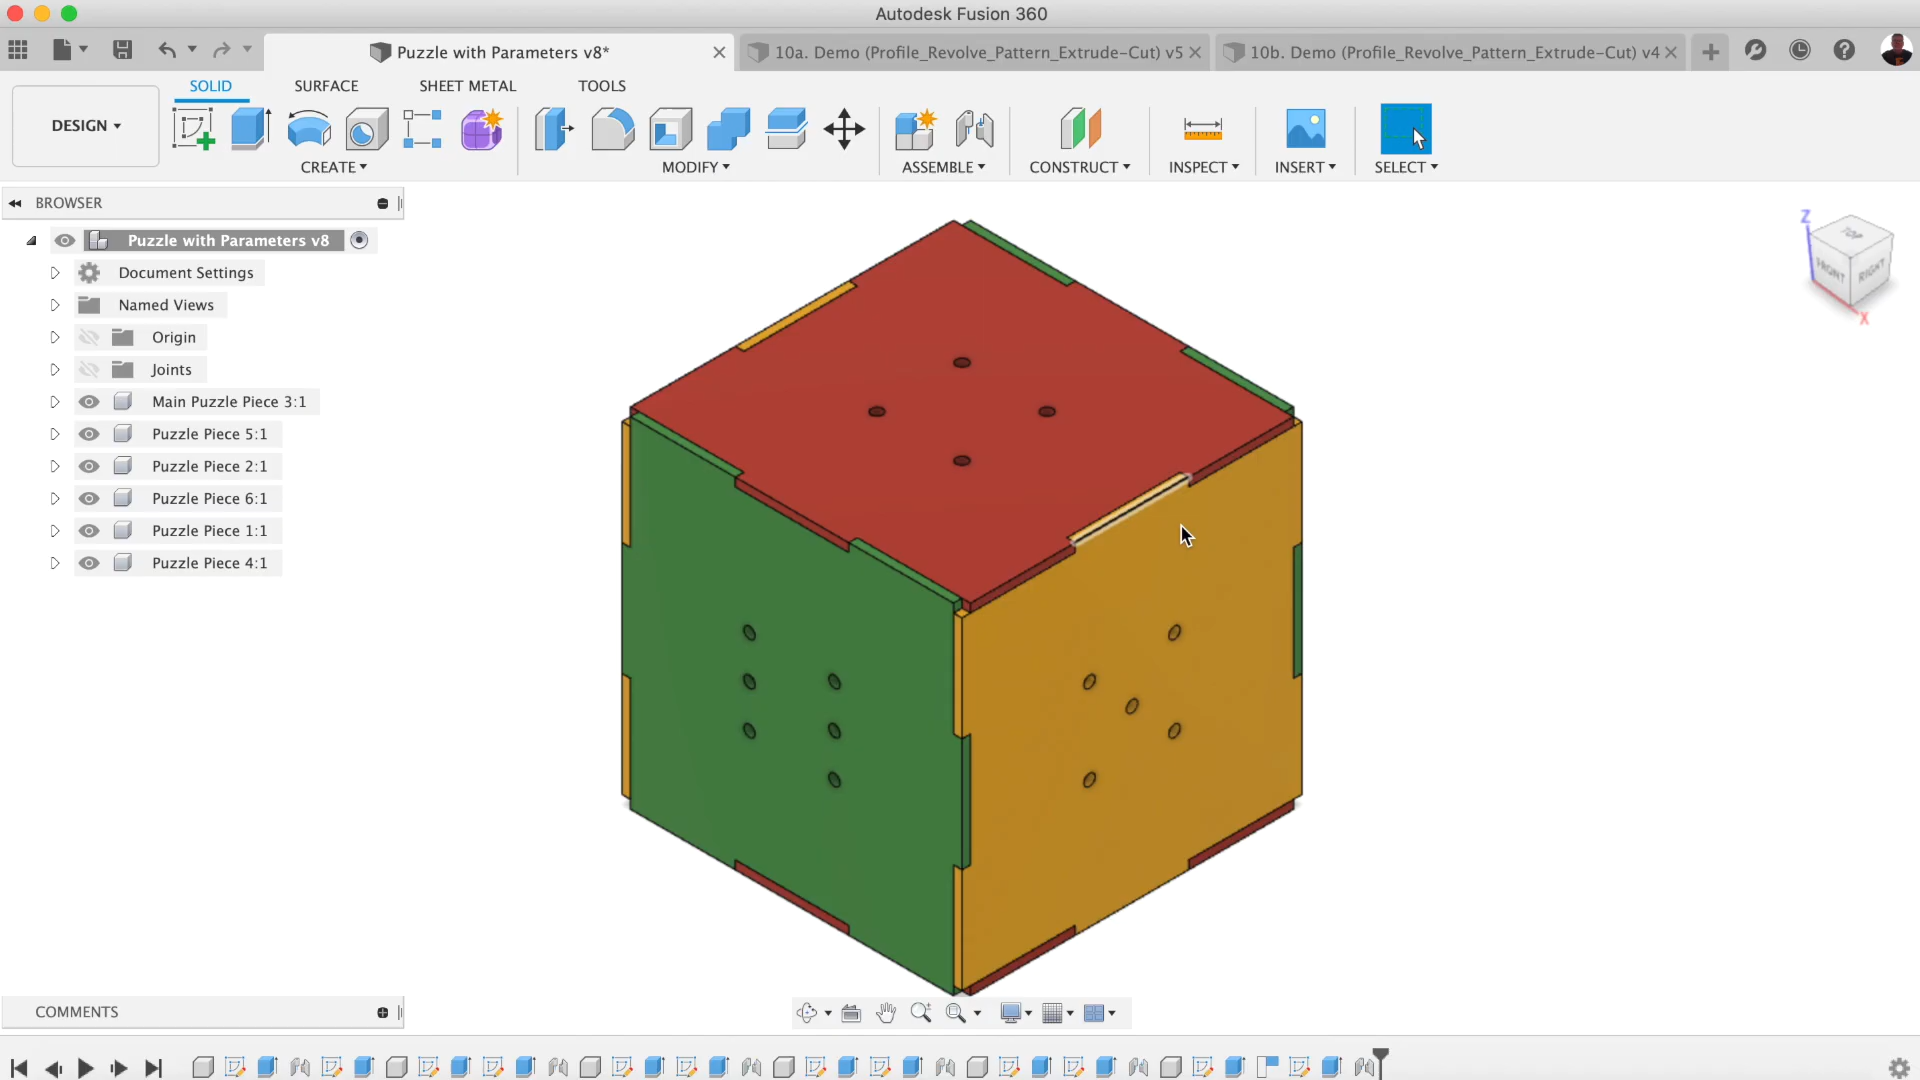 Autodesk Fusion 360
Puzzle with Parameters v8*
10a. Demo (Profile_Revolve_Pattern_Extrude-Cut) v5
10b. Demo (Profile_Revolve_Pattern_Extrude-Cut) v4
SOLID
SURFACE
SHEET METAL
TOOLS
DESIGN
CREATE
MODIFY
ASSEMBLE
CONSTRUCT
INSPECT
INSERT
SELECT
BROWSER
Puzzle with Parameters v8
Document Settings
Named Views
Origin
Joints
Main Puzzle Piece 3:1
Puzzle Piece 5:1
Puzzle Piece 2:1
Puzzle Piece 6:1
Puzzle Piece 1:1
Puzzle Piece 4:1
Z
TOP
FRONT
RIGHT
X
COMMENTS